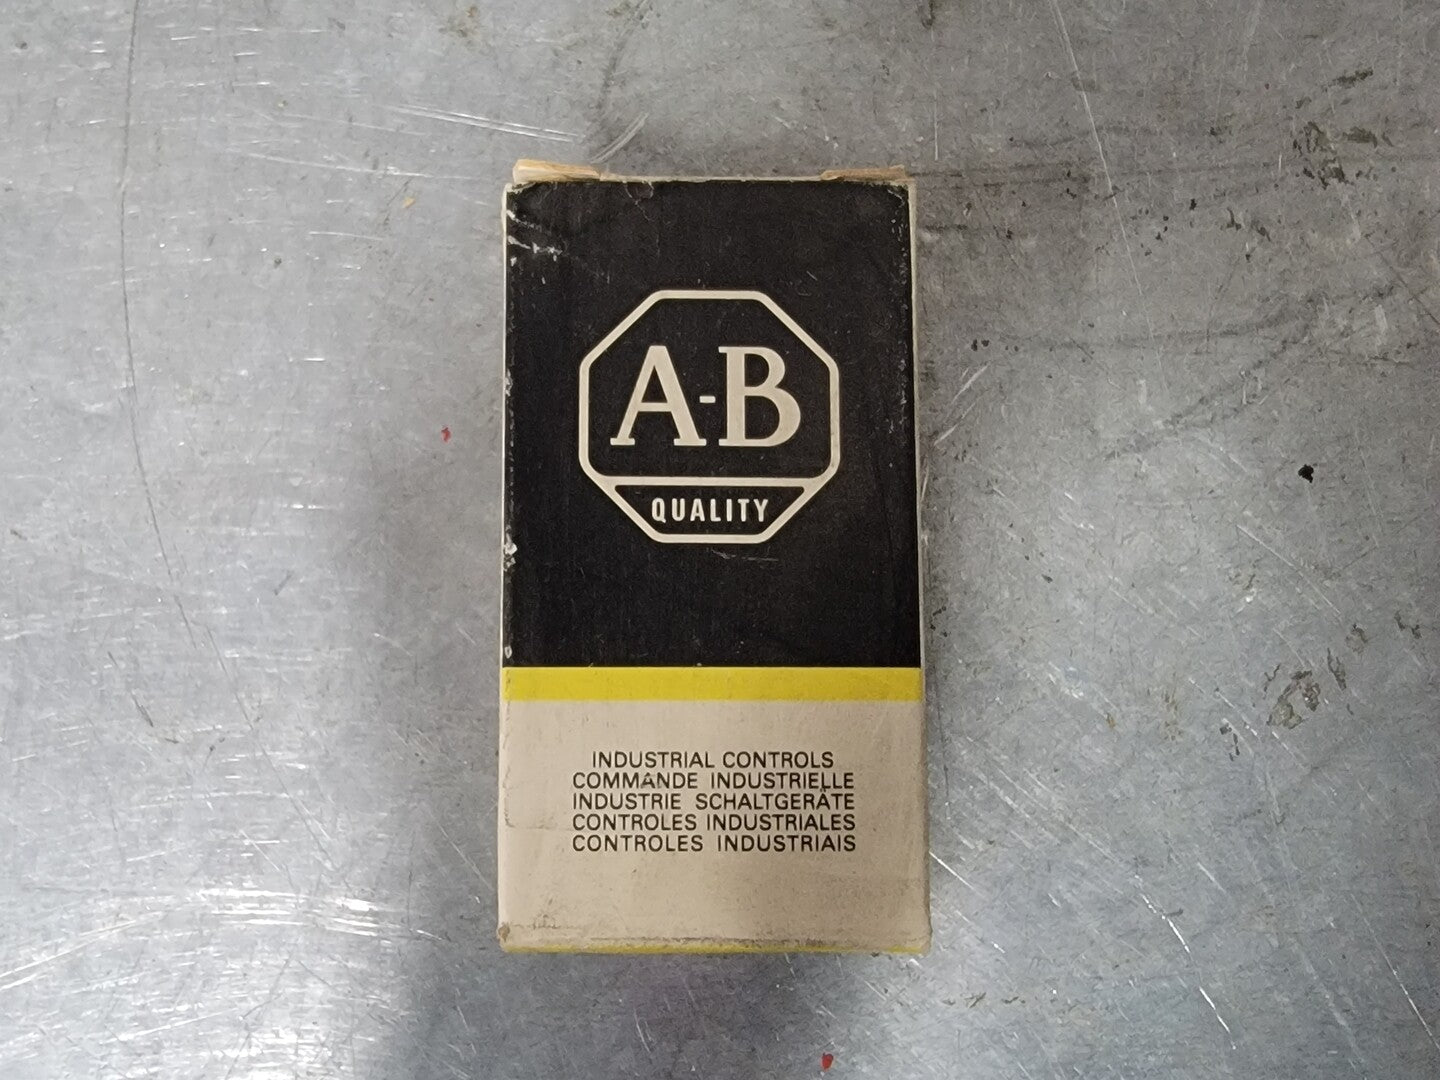 A-B
QUALITY
INDUSTRIAL CONTROLS
COMMANDE INDUSTRIELLE
INDUSTRIE SCHALTGERÄTE
CONTROLES INDUSTRIALES
CONTROLES INDUSTRIAIS